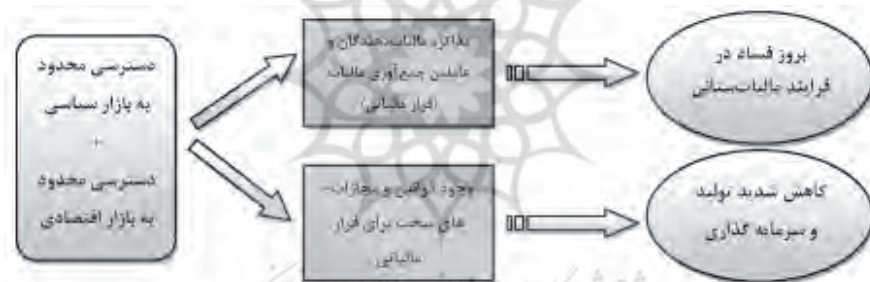 دسترسی محدود
به بازار سیاسی
+
دسترسی محدود
به بازار اقتصادی
مذاکره مالیات‌دهندگان و
عاملین جمع‌آوری مالیات
(فرار مالیاتی)
وجود قوانین و مجازات-
های سخت برای فرار
مالیاتی
بروز فساد در
فرایند مالیات‌ستانی
کاهش شدید تولید
و سرمایه گذاری